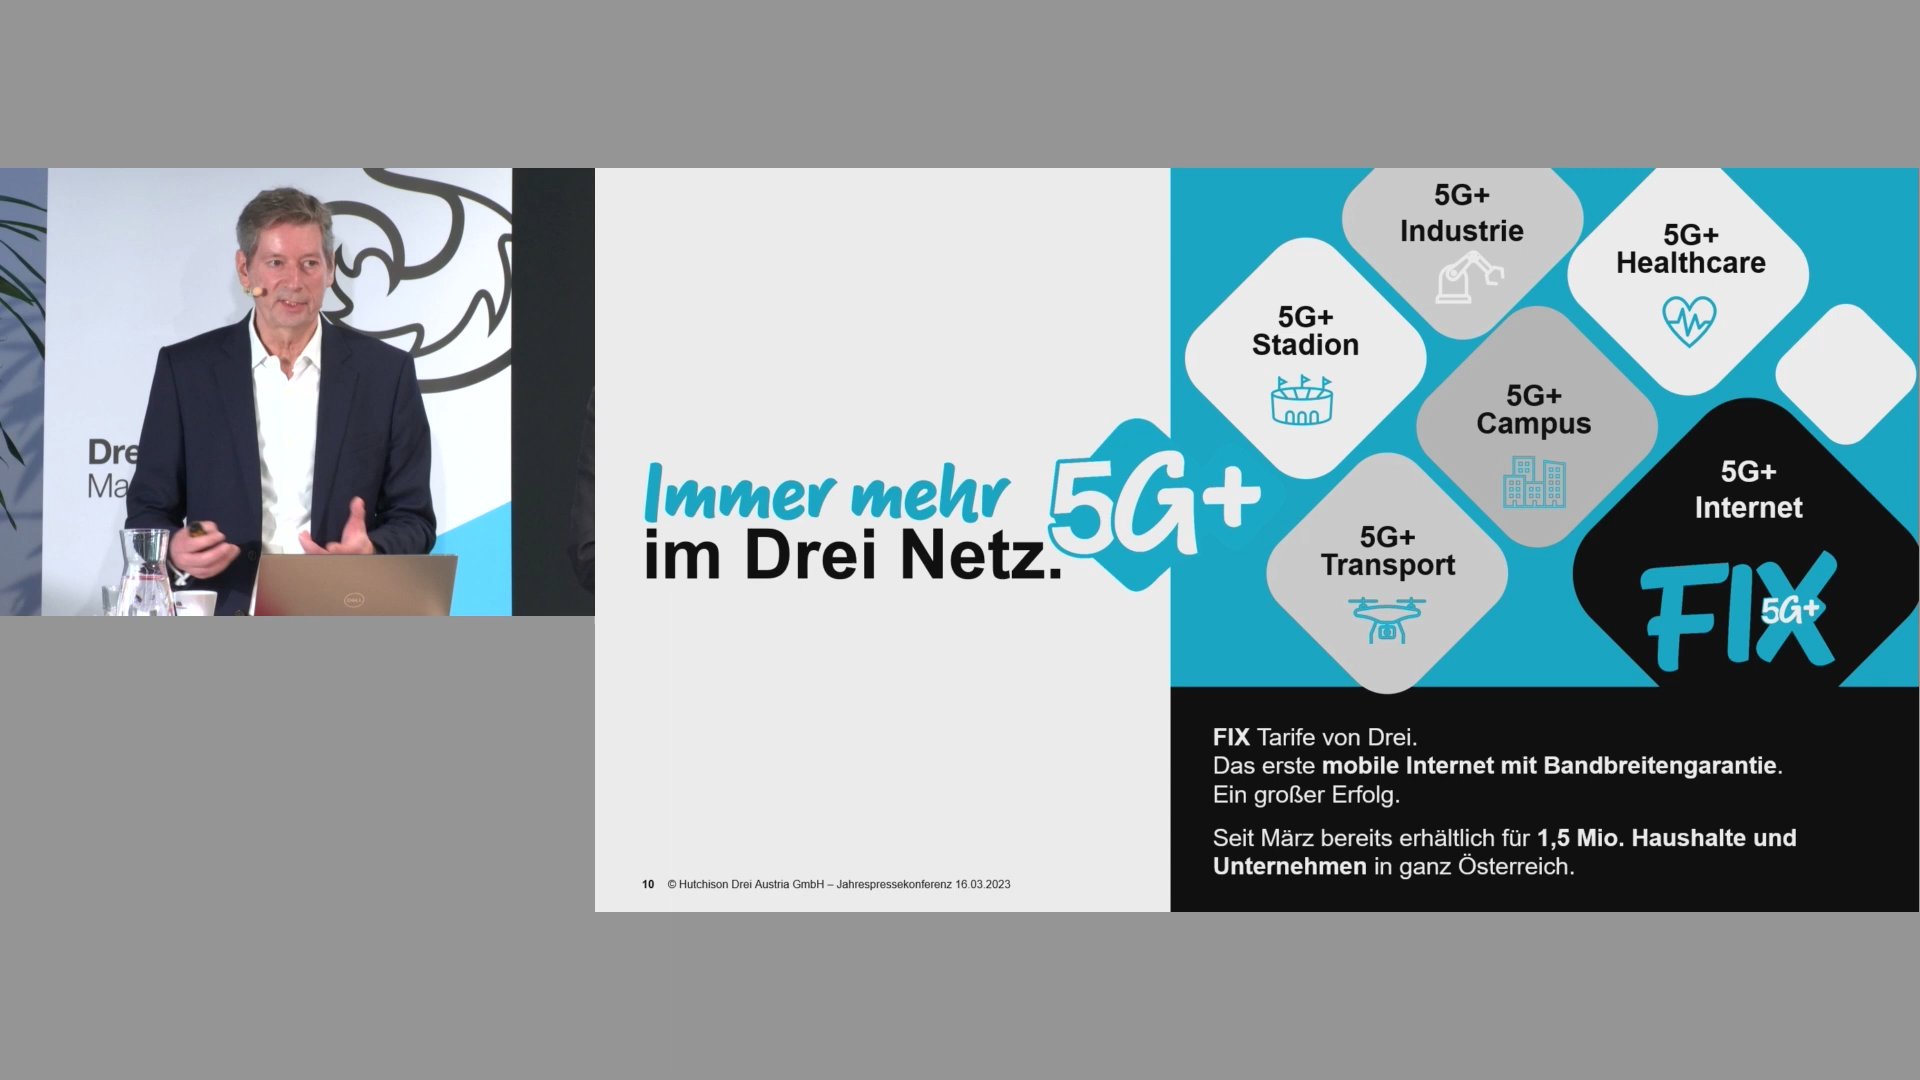 Dre
Ma
Immer mehr 5G+
im Drei Netz.
10 © Hutchison Drei Austria GmbH – Jahrespressekonferenz 16.03.2023
5G+
Industrie
5G+
Healthcare
5G+
Stadion
5G+
Campus
5G+
Transport
5G+
Internet
FIX
5G+
FIX Tarife von Drei.
Das erste mobile Internet mit Bandbreitengarantie.
Ein großer Erfolg.
Seit März bereits erhältlich für 1,5 Mio. Haushalte und
Unternehmen in ganz Österreich.
DELL